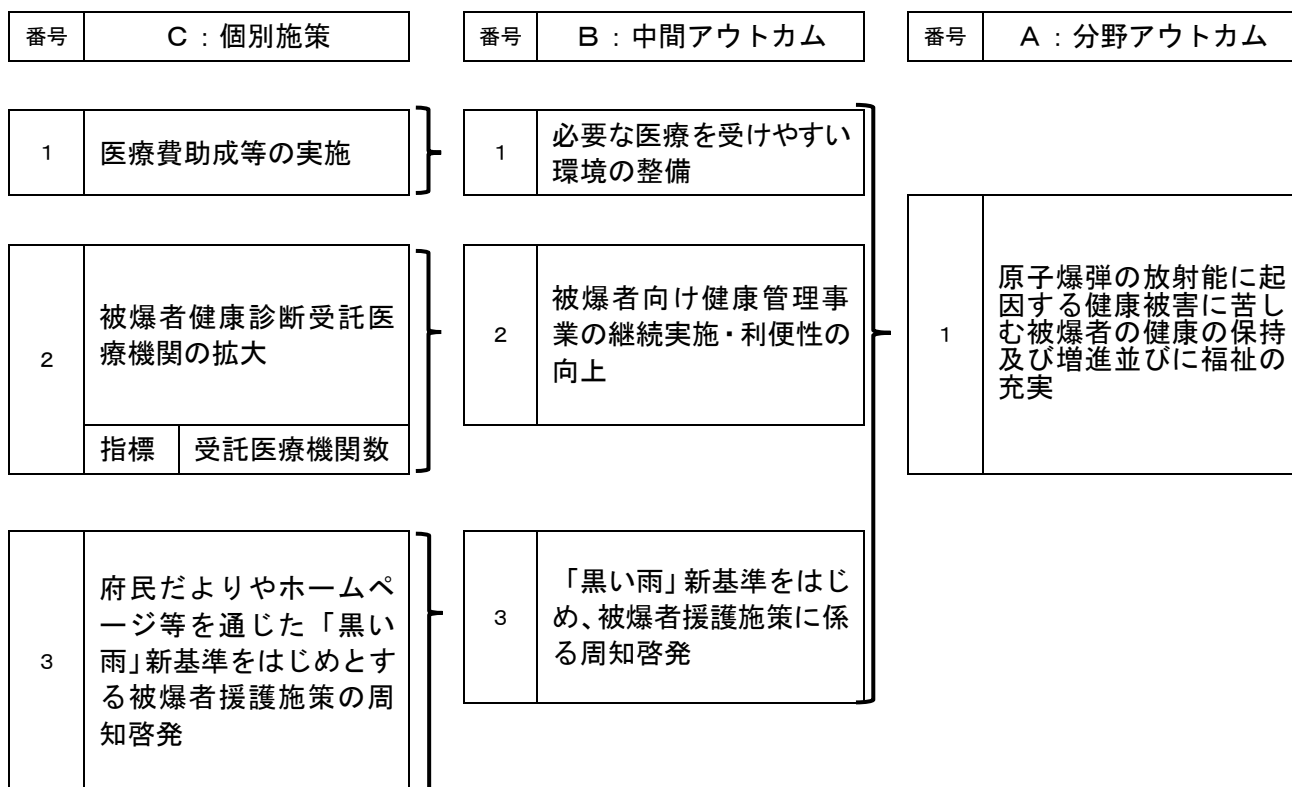 番号 C：個別施策
番号 B：中間アウトカム
番号 A：分野アウトカム
1 医療費助成等の実施
1 必要な医療を受けやすい
環境の整備
2 被爆者健康診断受託医
療機関の拡大
指標 受託医療機関数
2 被爆者向け健康管理事
業の継続実施・利便性の
向上
1 原子爆弾の放射能に起
因する健康被害に苦し
む被爆者の健康の保持
及び増進並びに福祉の
充実
3 府民だよりやホームペ
ージ等を通じた「黒い
雨」新基準をはじめとす
る被爆者援護施策の周
知啓発
3 「黒い雨」新基準をはじ
め、被爆者援護施策に係
る周知啓発